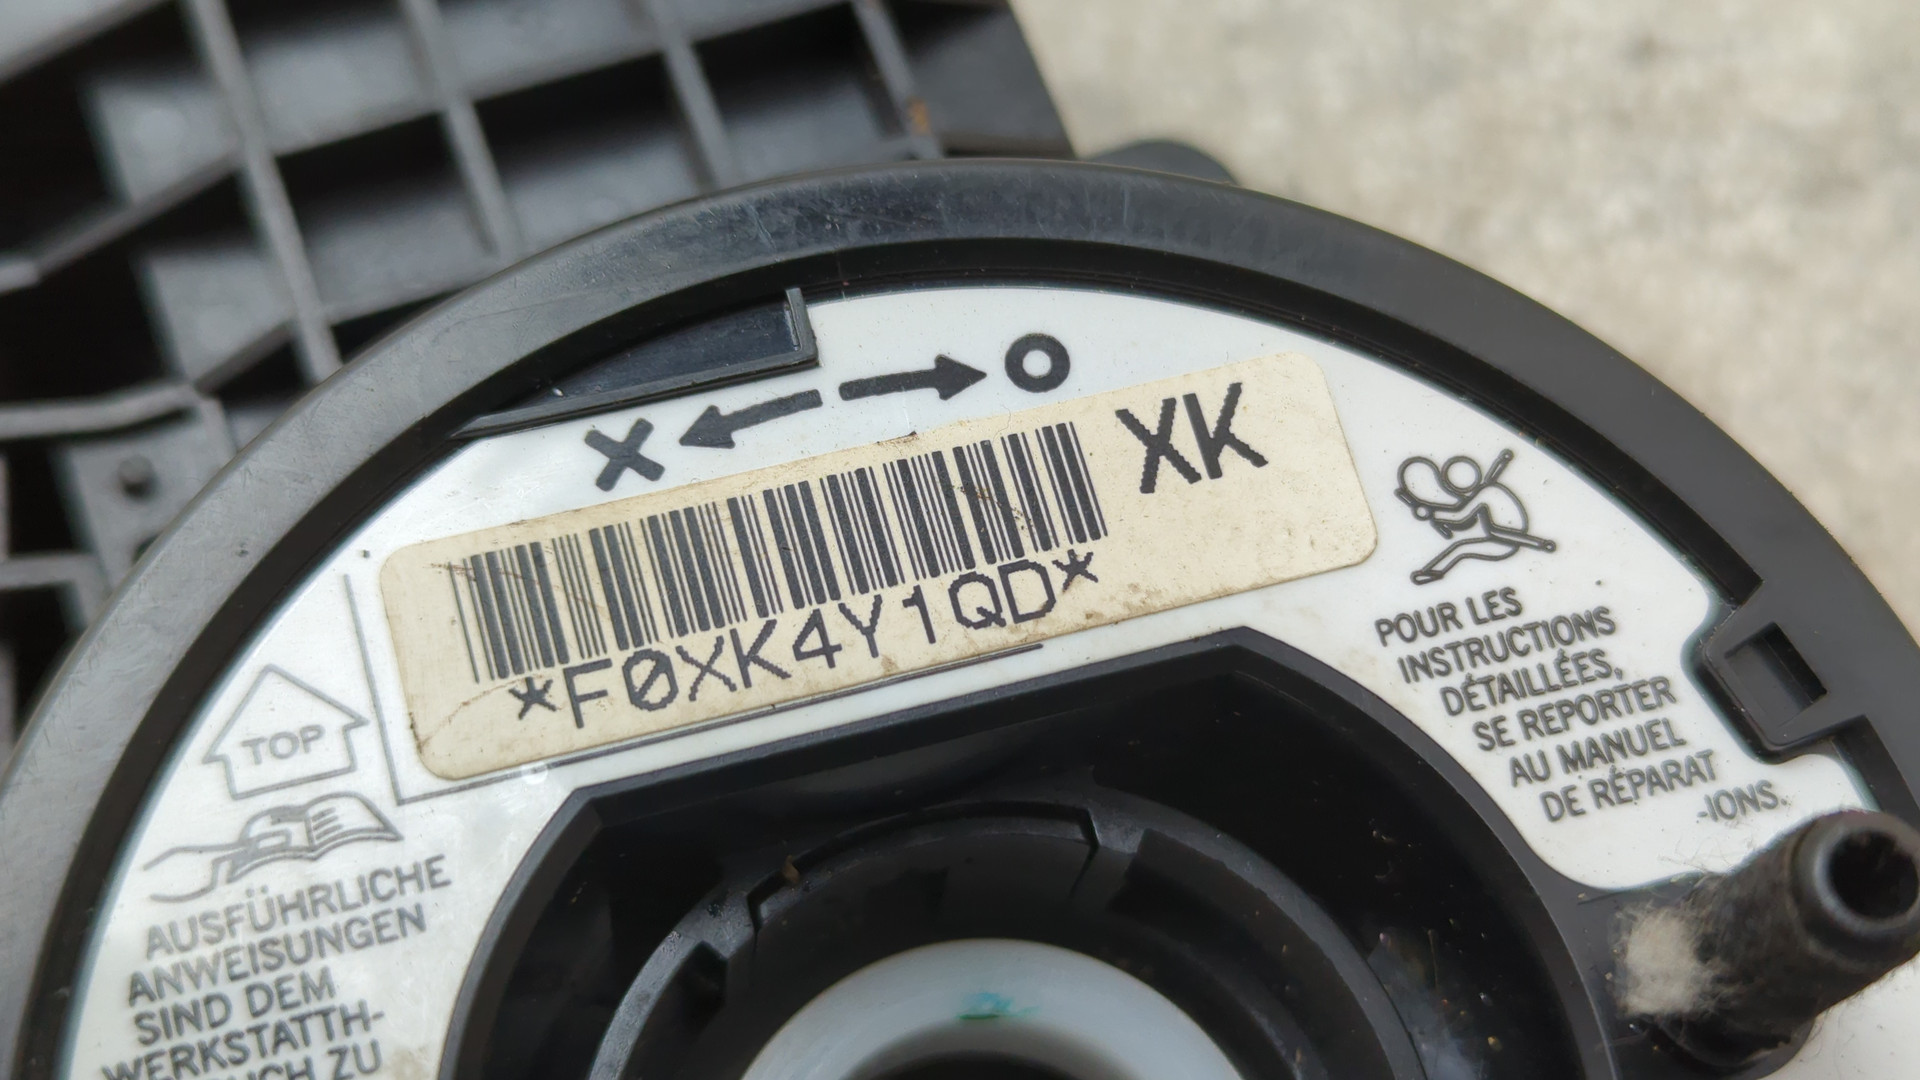 X O
XK
*F0XK4Y1QD*
TOP
AUSFÜHRLICHE
ANWEISUNGEN
SIND DEM
WERKSTATTH-
ZU
POUR LES
INSTRUCTIONS
DÉTAILLÉES,
SE REPORTER
AU MANUEL
DE RÉPARAT
-IONS.